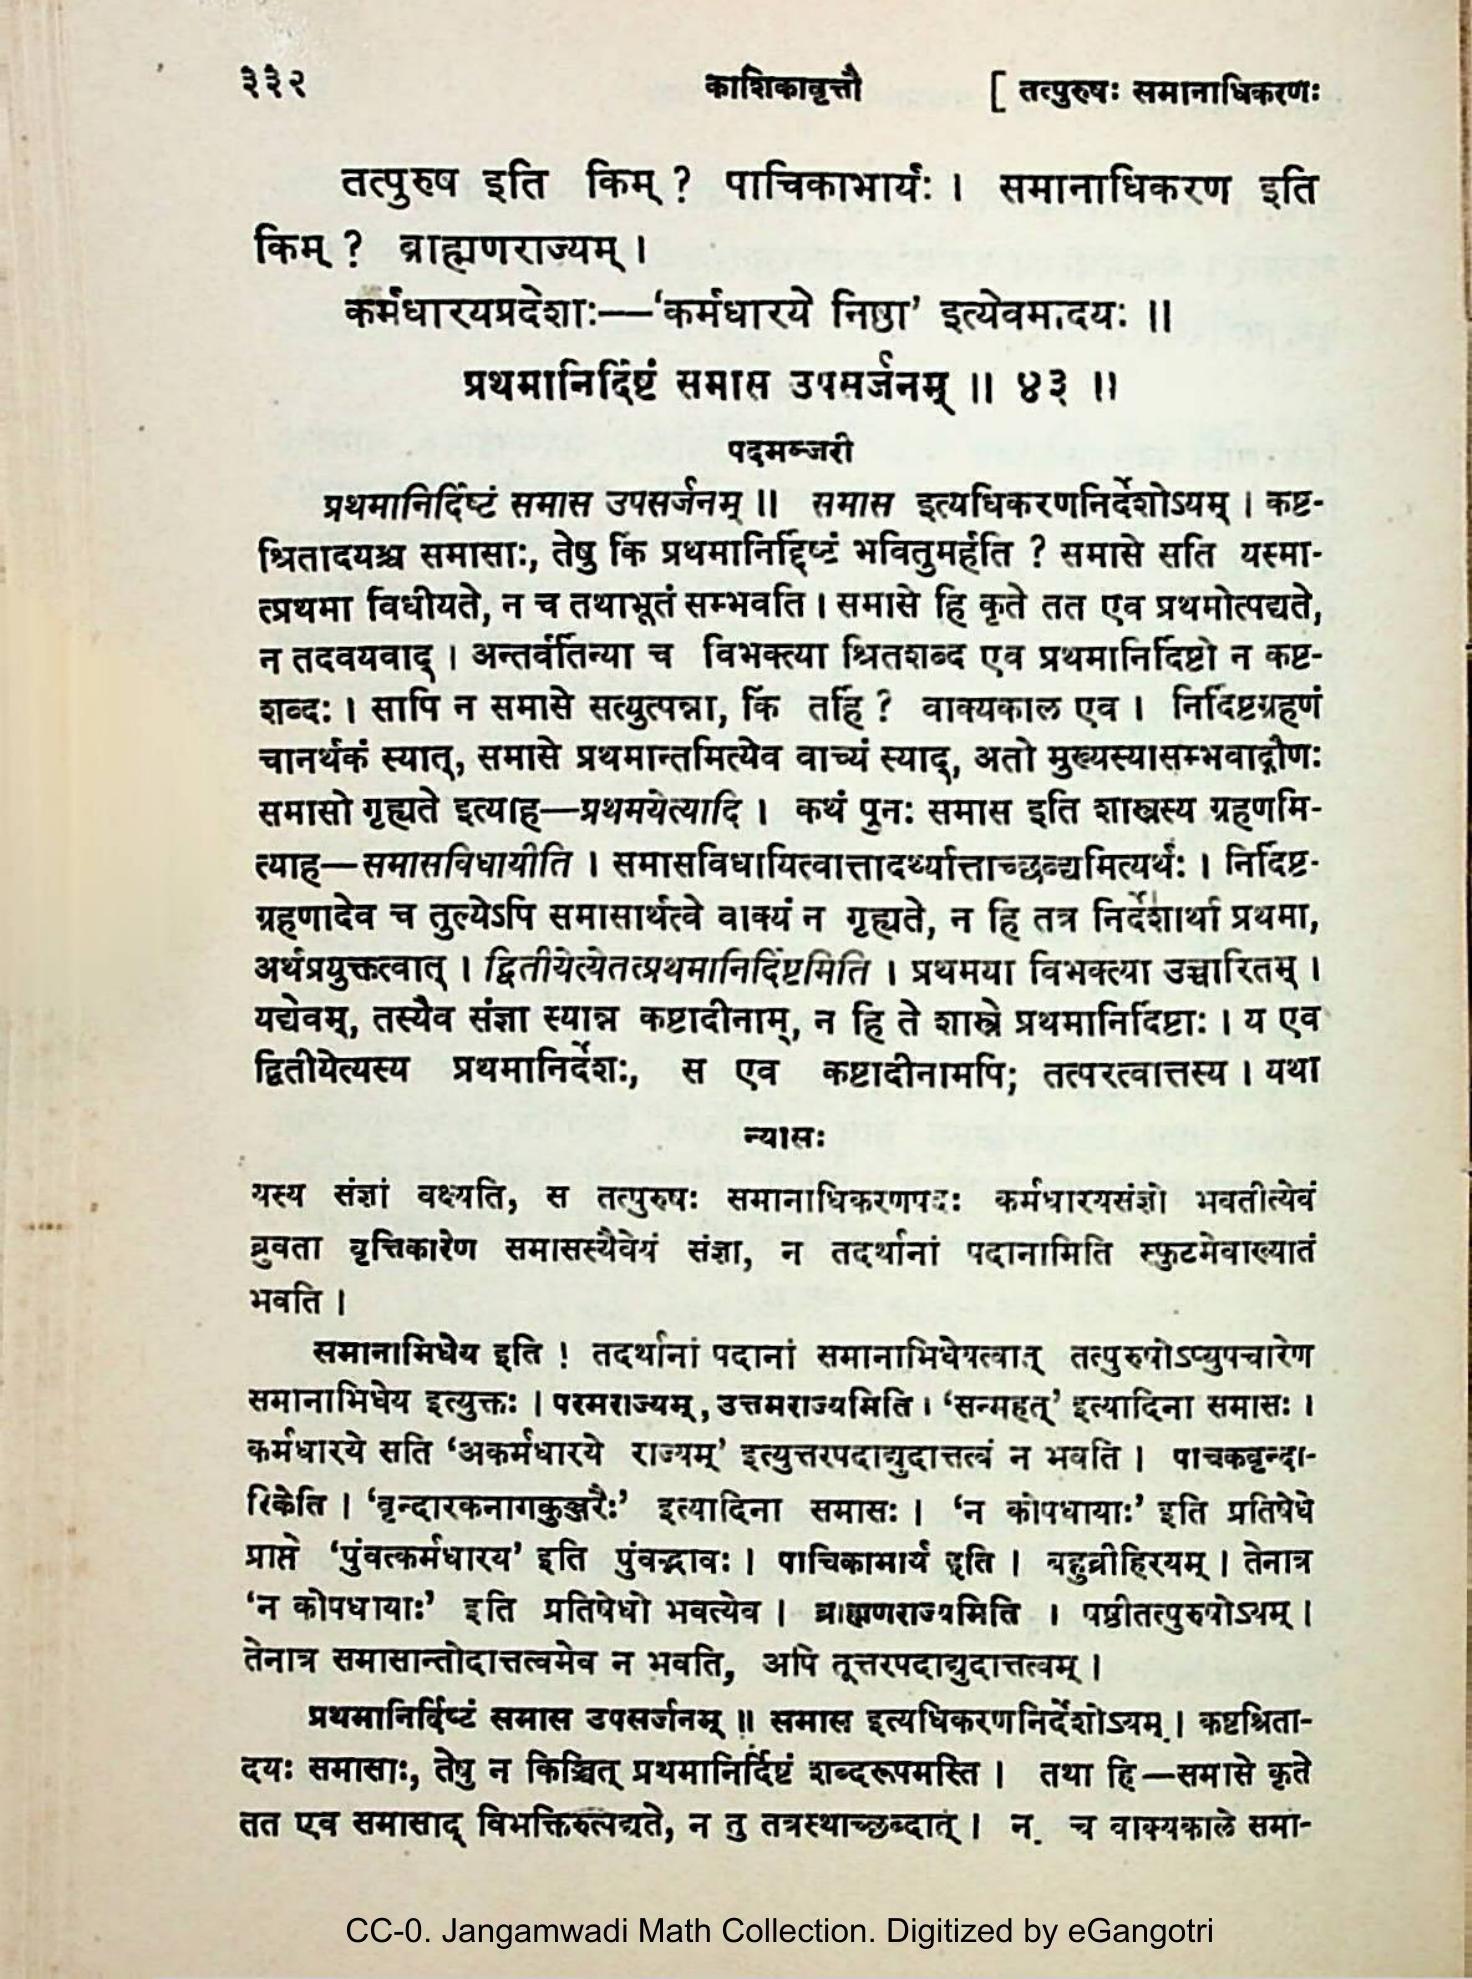 ३३२ काशिकावृत्तौ [ तत्पुरुषः समानाधिकरणः
तत्पुरुष इति किम् ? पाचिकाभार्यः । समानाधिकरण इति
किम् ? ब्राह्मणराज्यम् ।
कर्मधारयप्रदेशाः—‘कर्मधारये निष्ठा’ इत्येवमादयः ॥
प्रथमानिर्दिष्टं समास उपसर्जनम् ॥ ४३ ॥
पदमञ्जरी
प्रथमानिर्दिष्टं समास उपसर्जनम् ॥ समास इत्यधिकरणनिर्देशोऽयम् । कष्ट-
श्रितादयश्च समासाः, तेषु किं प्रथमानिर्द्दिष्टं भवितुमर्हति ? समासे सति यस्मा-
त्प्रथमा विधीयते, न च तथाभूतं सम्भवति । समासे हि कृते तत एव प्रथमोत्पद्यते,
न तदवयवाद् । अन्तर्वर्तिन्या च विभक्त्या श्रितशब्द एव प्रथमानिर्दिष्टो न कष्ट-
शब्दः । सापि न समासे सत्युत्पन्ना, किं तर्हि ? वाक्यकाल एव । निर्दिष्टग्रहणं
चानर्थकं स्यात्, समासे प्रथमान्तमित्येव वाच्यं स्याद्, अतो मुख्यस्यासम्भवाद्गौणः
समासो गृह्यते इत्याह—प्रथमयेत्यादि । कथं पुनः समास इति शास्त्रस्य ग्रहणमि-
त्याह—समासविधायीति । समासविधायित्वात्तादर्थ्यात्ताच्छब्द्यमित्यर्थः । निर्दिष्ट-
ग्रहणादेव च तुल्येऽपि समासार्थत्वे वाक्यं न गृह्यते, न हि तत्र निर्देशार्था प्रथमा,
अर्थप्रयुक्तत्वात् । द्वितीयेत्येतत्प्रथमानिर्दिष्टमिति । प्रथमया विभक्त्या उच्चारितम् ।
यद्येवम्, तस्यैव संज्ञा स्यान्न कष्टादीनाम्, न हि ते शास्त्रे प्रथमानिर्दिष्टाः । य एव
द्वितीयेत्यस्य प्रथमानिर्देशः, स एव कष्टादीनामपि; तत्परत्वात्तस्य । यथा
न्यासः
यस्य संज्ञां वक्ष्यति, स तत्पुरुषः समानाधिकरणपदः कर्मधारयसंज्ञो भवतीत्येवं
ब्रुवता वृत्तिकारेण समासस्यैवेयं संज्ञा, न तदर्थानां पदानामिति स्फुटमेवाख्यातं
भवति ।
समानाभिधेय इति ! तदर्थानां पदानां समानाभिधेयत्वात् तत्पुरुषोऽप्युपचारेण
समानाभिधेय इत्युक्तः । परमराज्यम्, उत्तमराज्यमिति । ‘सन्महत्’ इत्यादिना समासः ।
कर्मधारये सति ‘अकर्मधारये राज्यम्’ इत्युत्तरपदाद्युदात्तत्वं न भवति । पाचकवृन्दा-
रिकेति । ‘वृन्दारकनागकुञ्जरैः’ इत्यादिना समासः । ‘न कोपधायाः’ इति प्रतिषेधे
प्राप्ते ‘पुंवत्कर्मधारय’ इति पुंवद्भावः । पाचिकाभार्य इति । बहुव्रीहिरयम् । तेनात्र
‘न कोपधायाः’ इति प्रतिषेधो भवत्येव । ब्राह्मणराज्यमिति । षष्ठीतत्पुरुषोऽयम् ।
तेनात्र समासान्तोदात्तत्वमेव न भवति, अपि तूत्तरपदाद्युदात्तत्वम् ।
प्रथमानिर्दिष्टं समास उपसर्जनम् ॥ समास इत्यधिकरणनिर्देशोऽयम् । कष्टश्रिता-
दयः समासाः, तेषु न किञ्चित् प्रथमानिर्दिष्टं शब्दरूपमस्ति । तथा हि—समासे कृते
तत एव समासाद् विभक्तिरुत्पद्यते, न तु तत्रस्थाच्छब्दात् । न च वाक्यकाले समा-
CC-0. Jangamwadi Math Collection. Digitized by eGangotri